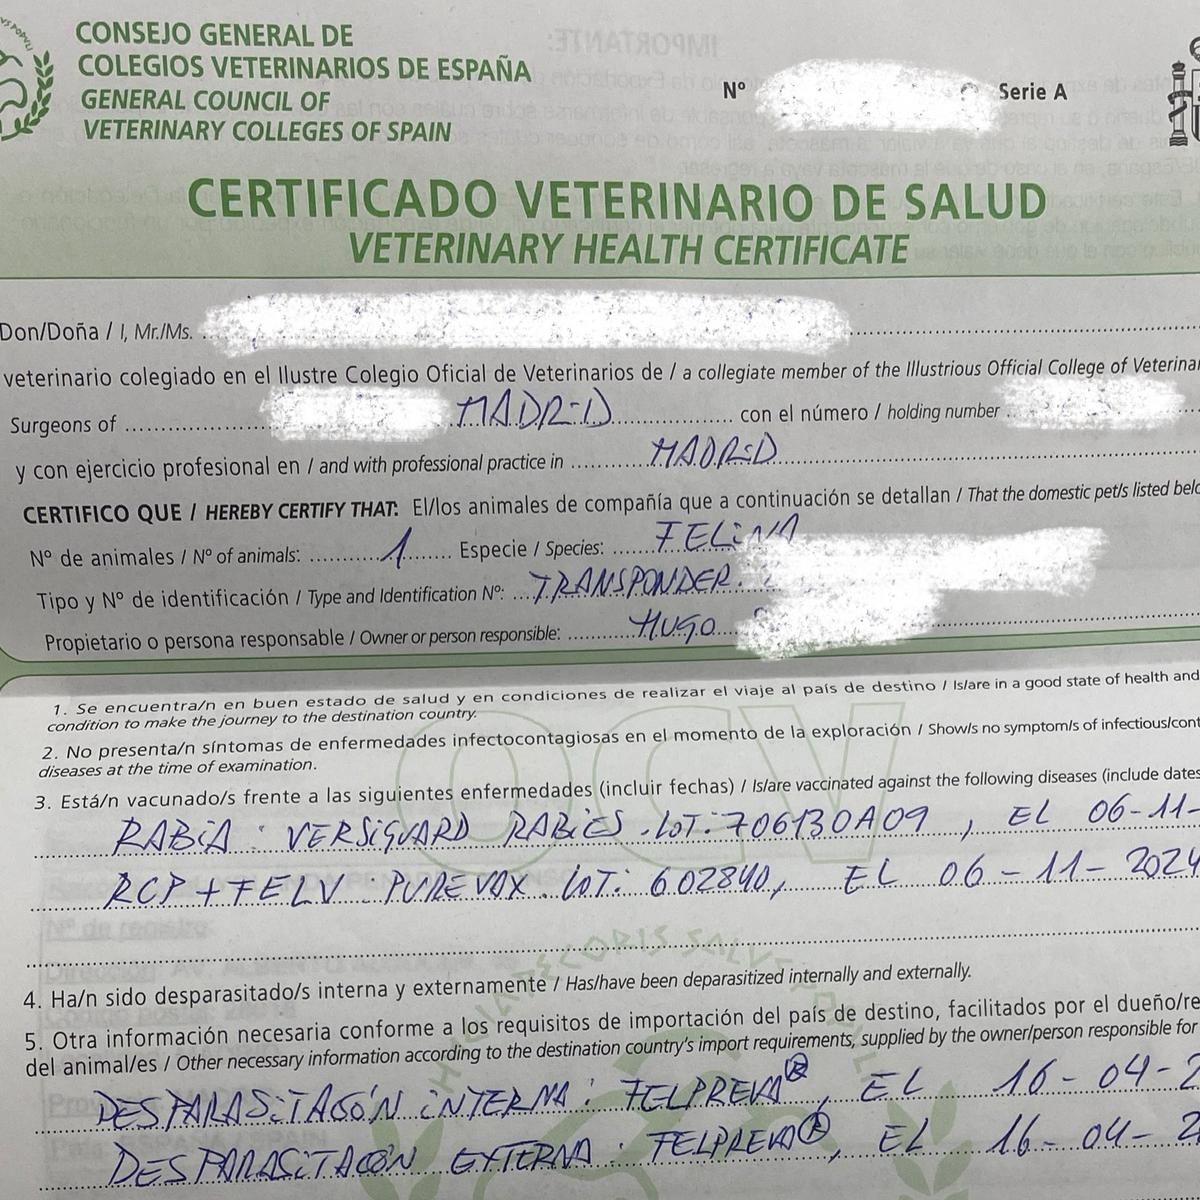 CONSEJO GENERAL DE
COLEGIOS VETERINARIOS DE ESPAÑA
GENERAL COUNCIL OF
VETERINARY COLLEGES OF SPAIN
Nº Serie A
CERTIFICADO VETERINARIO DE SALUD
VETERINARY HEALTH CERTIFICATE
Don/Doña / I, Mr./Ms.
veterinario colegiado en el Ilustre Colegio Oficial de Veterinarios de / a collegiate member of the Illustrious Official College of
Surgeons of MADRID con el número / holding number
y con ejercicio profesional en / and with professional practice in MADRID
CERTIFICO QUE / HEREBY CERTIFY THAT: El/los animales de compañía que a continuación se detallan / That the domestic pet/s listed
Nº de animales / Nº of animals: 1 Especie / Species: FELINA
Tipo y Nº de identificación / Type and Identification Nº: TRANSPONDER
Propietario o persona responsable / Owner or person responsible: HUGO
1. Se encuentra/n en buen estado de salud y en condiciones de realizar el viaje al país de destino / Is/are in a good state of health and
condition to make the journey to the destination country.
2. No presenta/n síntomas de enfermedades infectocontagiosas en el momento de la exploración / Show/s no symptom/s of
diseases at the time of examination.
3. Está/n vacunado/s frente a las siguientes enfermedades (incluir fechas) / Is/are vaccinated against the following diseases (include dates
RABIA: VERSIGUARD RABIES. LOT: 706130A09, EL 06-11-
RCP + FELV PUREVAX. LOT: 602840, EL 06-11-2024
4. Ha/n sido desparasitado/s interna y externamente / Has/have been deparasitized internally and externally.
5. Otra información necesaria conforme a los requisitos de importación del país de destino, facilitados por el dueño/re
del animal/es / Other necessary information according to the destination country's import requirements, supplied by the owner/person responsible for
DESPARASITACIÓN INTERNA: FELPREVA®, EL 16-04-2
DESPARASITACIÓN EXTERNA: FELPREVA®, EL 16-04-2